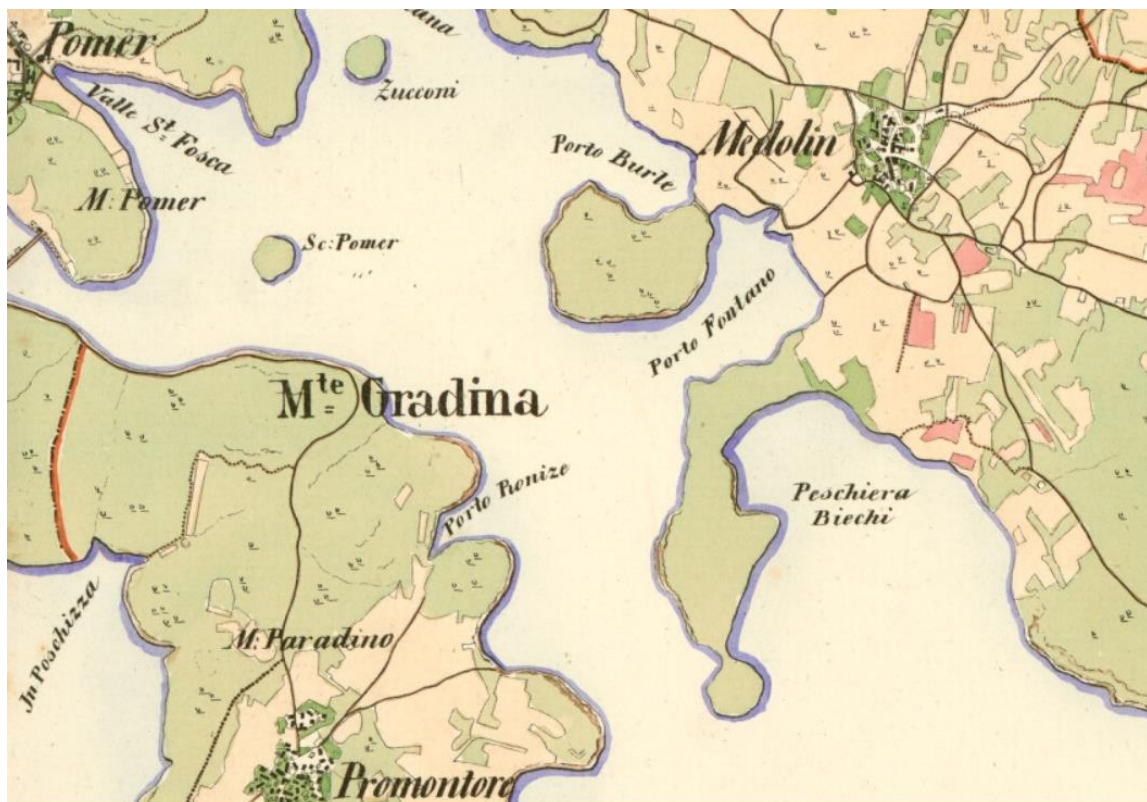 Pomer
Zucconi
Valle St. Fosca
Porto Burle
Medolin
M: Pomer
Sc: Pomer
Porto Fontano
Mte Gradina
Porto Ronize
Peschiera
Biechi
M: Paradino
Jn Poschizza
Promontore